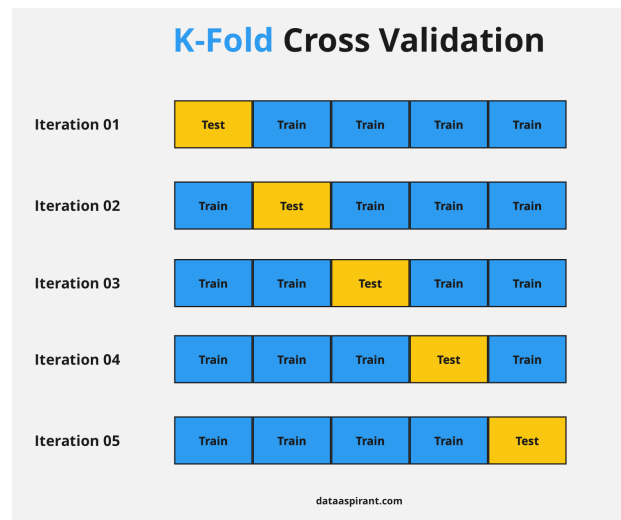 K-Fold Cross Validation
Iteration 01 Test Train Train Train Train
Iteration 02 Train Test Train Train Train
Iteration 03 Train Train Test Train Train
Iteration 04 Train Train Train Test Train
Iteration 05 Train Train Train Train Test
dataaspirant.com